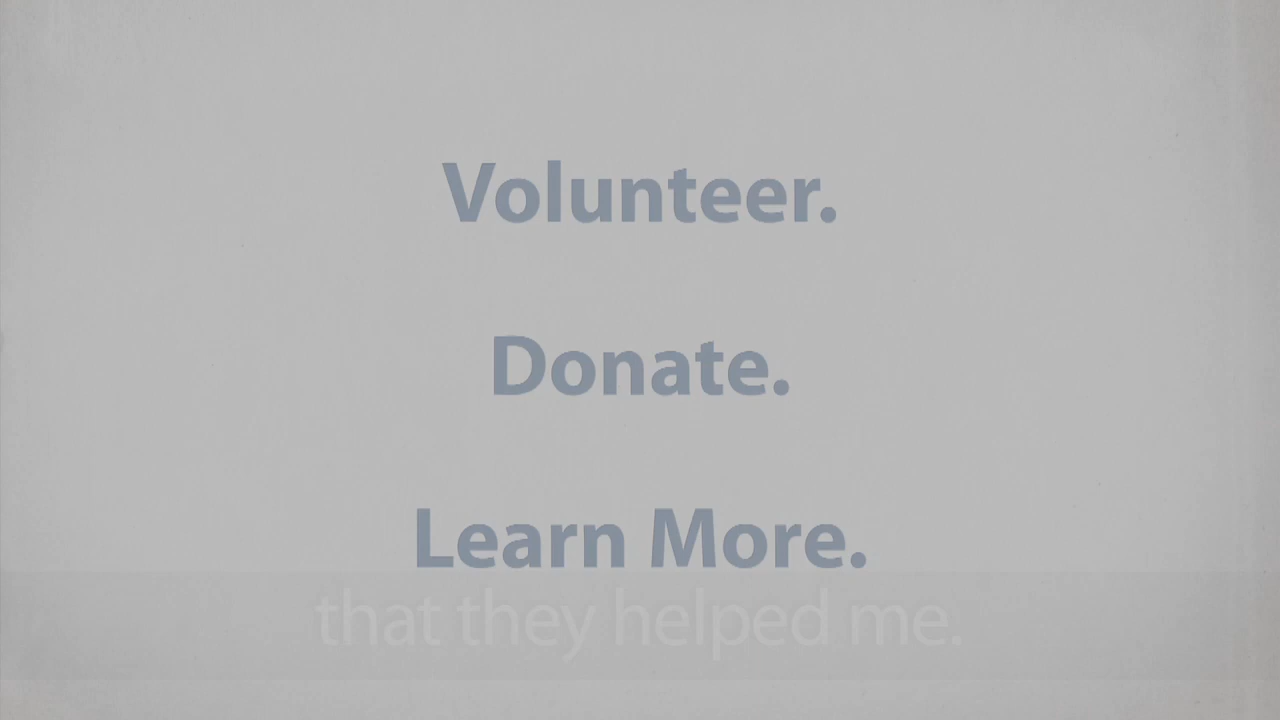 Volunteer.
Donate.
Learn More.
that they helped me.